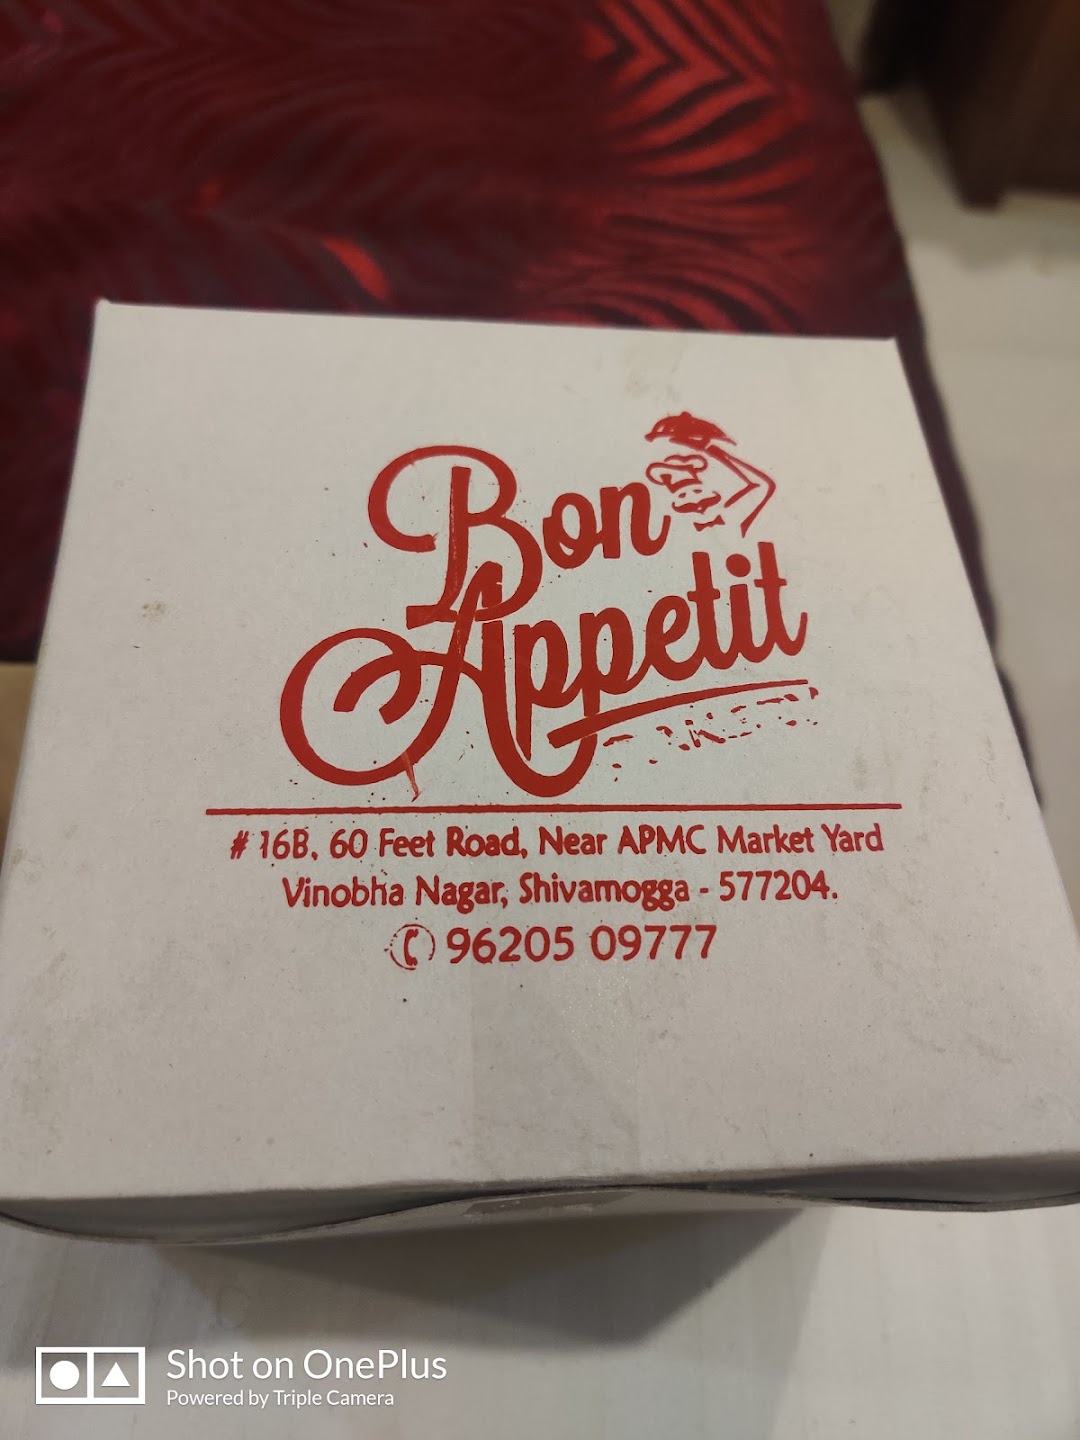 Bon
Appetit
# 16B, 60 Feet Road, Near APMC Market Yard
Vinobha Nagar, Shivamogga - 577204.
96205 09777
Shot on OnePlus
Powered by Triple Camera